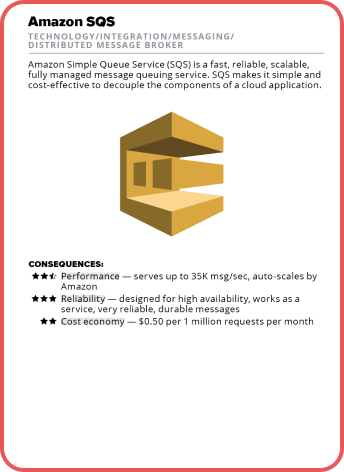 Amazon SQS
TECHNOLOGY/INTEGRATION/MESSAGING/
DISTRIBUTED MESSAGE BROKER
Amazon Simple Queue Service (SQS) is a fast, reliable, scalable,
fully managed message queuing service. SQS makes it simple and
cost-effective to decouple the components of a cloud application.
CONSEQUENCES:
Performance — serves up to 35K msg/sec, auto-scales by
Amazon
Reliability — designed for high availability, works as a
service, very reliable, durable messages
Cost economy — $0.50 per 1 million requests per month